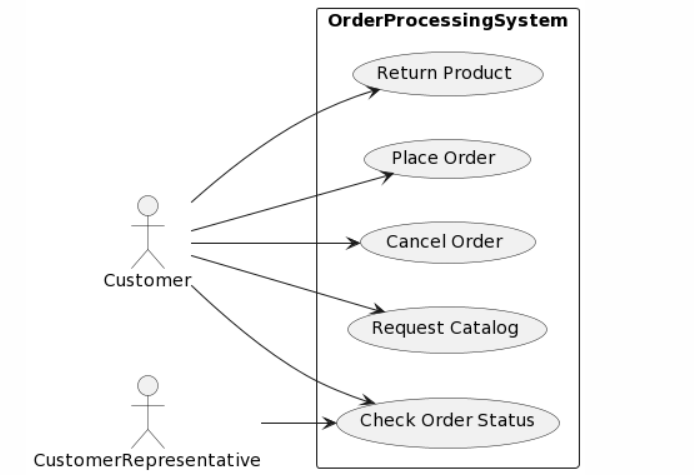 OrderProcessingSystem
Return Product
Place Order
Cancel Order
Customer
Request Catalog
Check Order Status
CustomerRepresentative